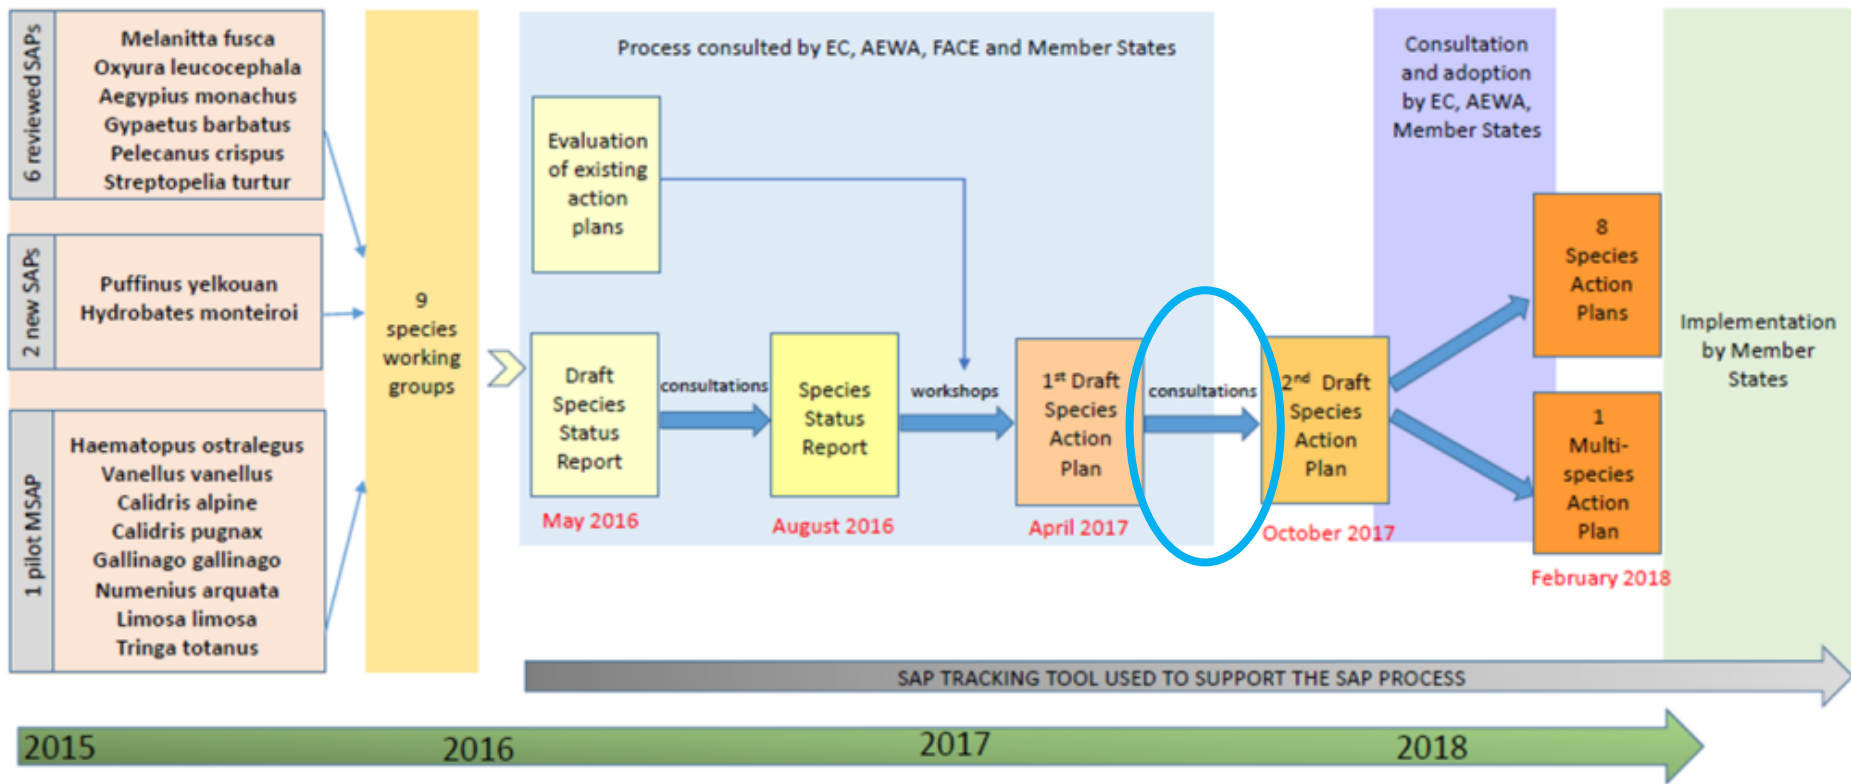 6 reviewed SAPs
Melanitta fusca
Oxyura leucocephala
Aegypius monachus
Gypaetus barbatus
Pelecanus crispus
Streptopelia turtur
2 new SAPs
Puffinus yelkouan
Hydrobates monteiroi
1 pilot MSAP
Haematopus ostralegus
Vanellus vanellus
Calidris alpine
Calidris pugnax
Gallinago gallinago
Numenius arquata
Limosa limosa
Tringa totanus
9
species
working
groups
Process consulted by EC, AEWA, FACE and Member States
Evaluation
of existing
action
plans
Draft
Species
Status
Report
May 2016
consultations
Species
Status
Report
August 2016
workshops
1st Draft
Species
Action
Plan
April 2017
consultations
2nd Draft
Species
Action
Plan
October 2017
Consultation
and adoption
by EC, AEWA,
Member States
8
Species
Action
Plans
1
Multi-
species
Action
Plan
February 2018
Implementation
by Member
States
SAP TRACKING TOOL USED TO SUPPORT THE SAP PROCESS
2015
2016
2017
2018